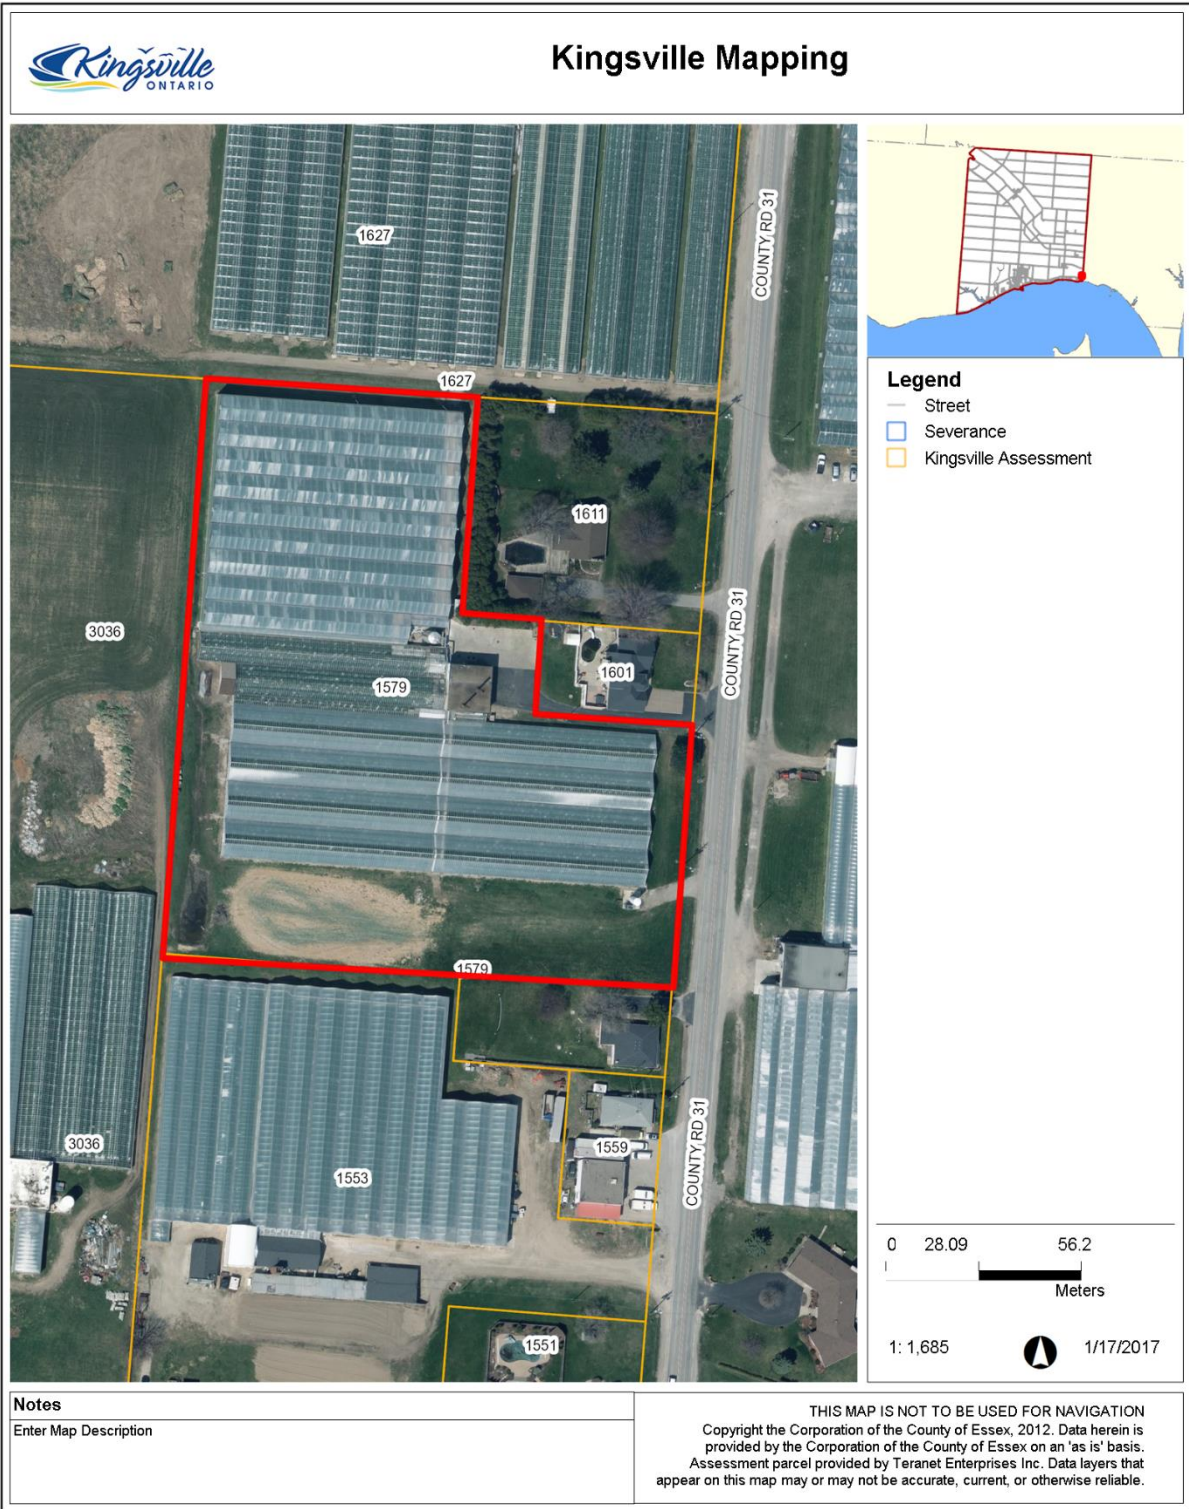 Kingsville
ONTARIO
Kingsville Mapping
1627
COUNTY RD 31
1627
1611
COUNTY RD 31
3036
1601
1579
1579
COUNTY RD 31
3036
1559
1553
1551
Legend
Street
Severance
Kingsville Assessment
0 28.09 56.2
Meters
1: 1,685 1/17/2017
Notes
Enter Map Description
THIS MAP IS NOT TO BE USED FOR NAVIGATION
Copyright the Corporation of the County of Essex, 2012. Data herein is
provided by the Corporation of the County of Essex on an 'as is' basis.
Assessment parcel provided by Teranet Enterprises Inc. Data layers that
appear on this map may or may not be accurate, current, or otherwise reliable.